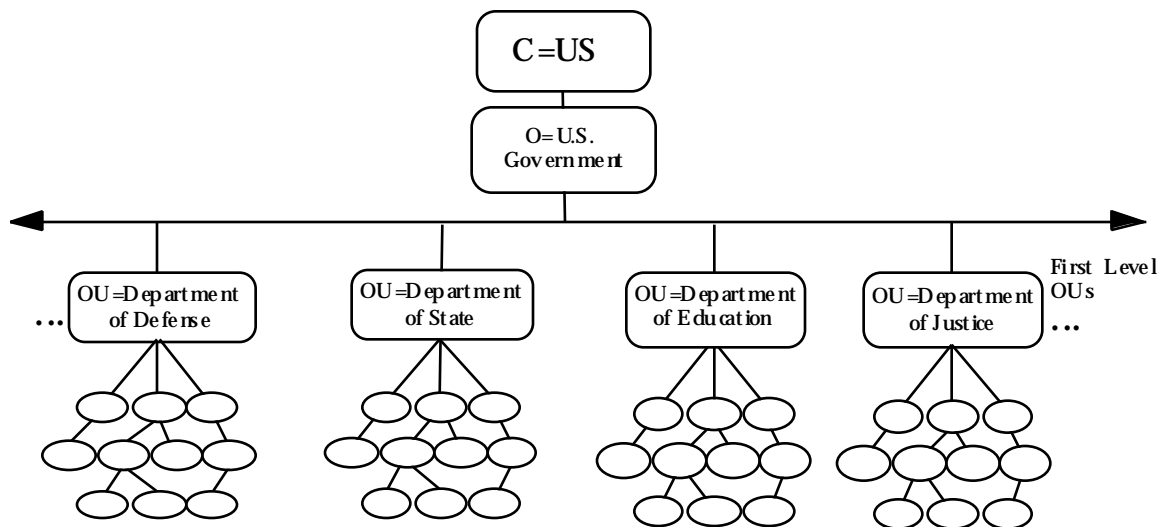 C=US
O=U.S.
Government
OU=Department
of Defense
OU=Department
of State
OU=Department
of Education
OU=Department
of Justice
First Level
OUs
...
...